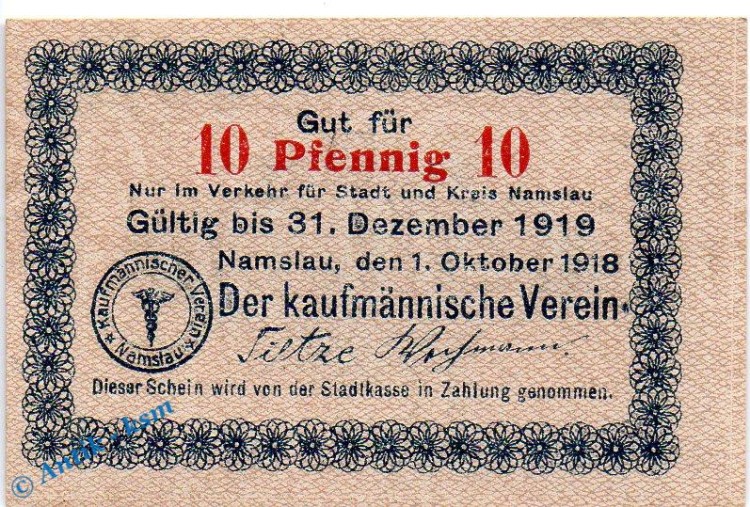 Gut für
10 Pfennig 10
Nur im Verkehr für Stadt und Kreis Namslau
Gültig bis 31. Dezember 1919
Namslau, den 1. Oktober 1918
Der kaufmännische Verein.
* Kaufmännischer Verein * Namslau.
Tietze
Dieser Schein wird von der Stadtkasse in Zahlung genommen.
© Antik-ksm